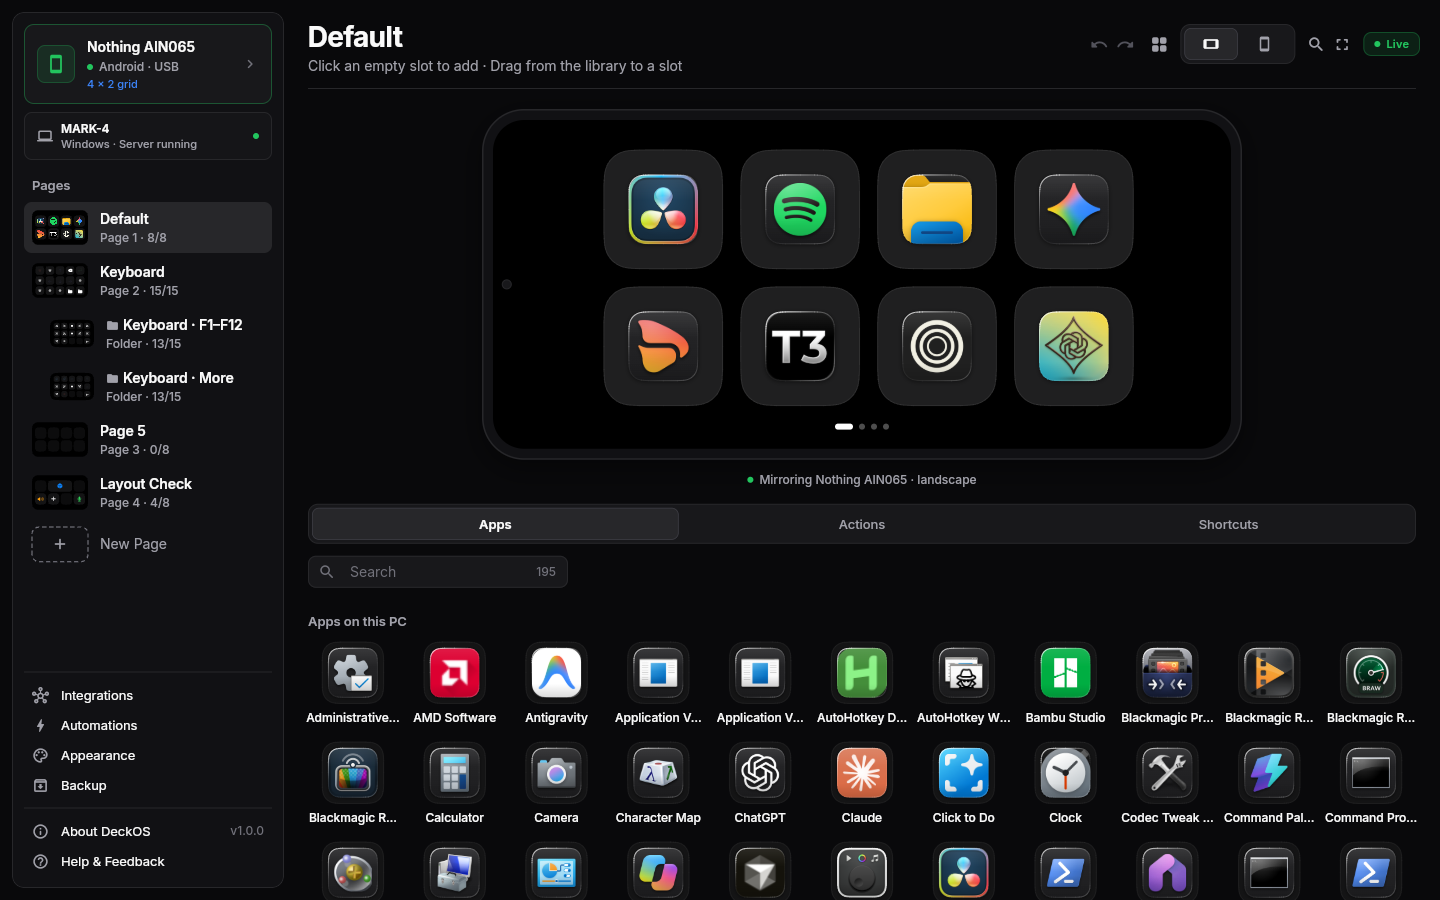 Nothing AIN065
Android · USB
4 × 2 grid
MARK-4
Windows · Server running
Pages
Default
Page 1 · 8/8
Keyboard
Page 2 · 15/15
Keyboard · F1–F12
Folder · 13/15
Keyboard · More
Folder · 13/15
Page 5
Page 3 · 0/8
Layout Check
Page 4 · 4/8
New Page
Integrations
Automations
Appearance
Backup
About DeckOS v1.0.0
Help & Feedback
Default
Click an empty slot to add · Drag from the library to a slot
Live
T3
Mirroring Nothing AIN065 · landscape
Apps Actions Shortcuts
Search 195
Apps on this PC
BRAW
Administrative... AMD Software Antigravity Application V... Application V... AutoHotkey D... AutoHotkey W... Bambu Studio Blackmagic Pr... Blackmagic R... Blackmagic R...
Blackmagic R... Calculator Camera Character Map ChatGPT Claude Click to Do Clock Codec Tweak ... Command Pal... Command Pro...